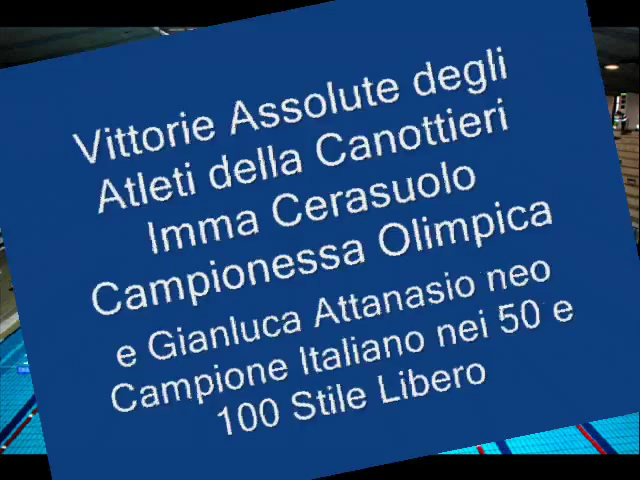 Vittorie Assolute degli
Atleti della Canottieri
Imma Cerasuolo
Campionessa Olimpica
e Gianluca Attanasio neo
Campione Italiano nei 50 e
100 Stile Libero